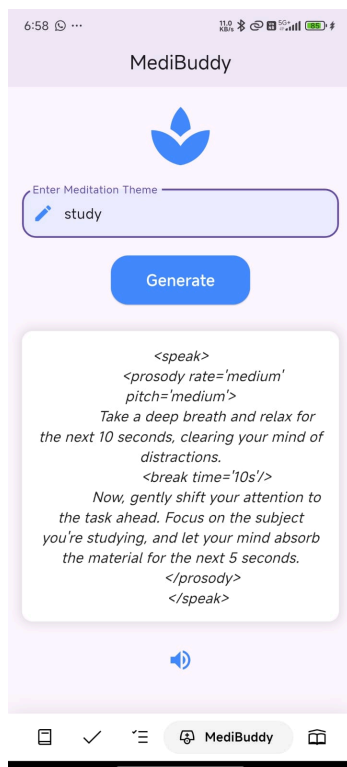 6:58 ···
11.0 KB/s 5G+ 85
MediBuddy
Enter Meditation Theme
study
Generate
<speak>
<prosody rate='medium'
pitch='medium'>
Take a deep breath and relax for
the next 10 seconds, clearing your mind of
distractions.
<break time='10s'/>
Now, gently shift your attention to
the task ahead. Focus on the subject
you're studying, and let your mind absorb
the material for the next 5 seconds.
</prosody>
</speak>
MediBuddy